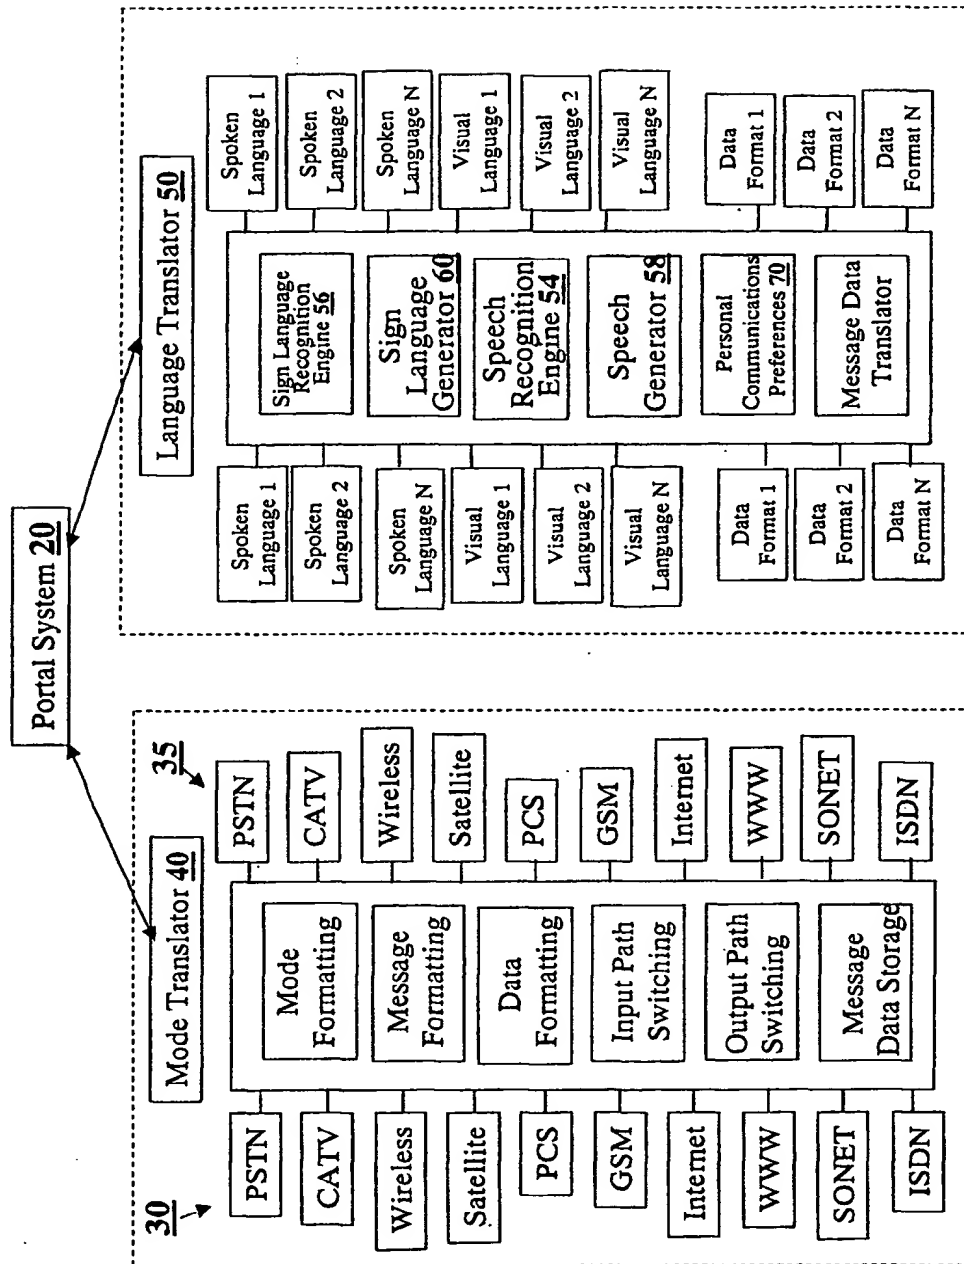 Portal System 20
Mode Translator 40
30
35
PSTN
CATV
Wireless
Satellite
PCS
GSM
Internet
WWW
SONET
ISDN
Mode
Formatting
Message
Formatting
Data
Formatting
Input Path
Switching
Output Path
Switching
Message
Data Storage
PSTN
CATV
Wireless
Satellite
PCS
GSM
Internet
WWW
SONET
ISDN
Language Translator 50
Spoken
Language 1
Spoken
Language 2
Spoken
Language N
Visual
Language 1
Visual
Language 2
Visual
Language N
Data
Format 1
Data
Format 2
Data
Format N
Sign Language
Recognition
Engine 56
Sign
Language
Generator 60
Speech
Recognition
Engine 54
Speech
Generator 58
Personal
Communications
Preferences 70
Message Data
Translator
Spoken
Language 1
Spoken
Language 2
Spoken
Language N
Visual
Language 1
Visual
Language 2
Visual
Language N
Data
Format 1
Data
Format 2
Data
Format N